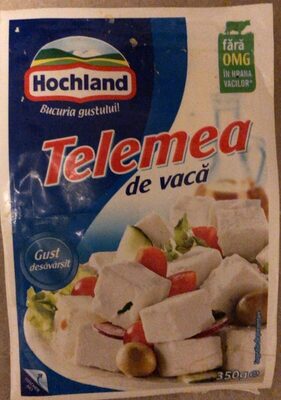 Hochland
Bucuria gustului!
fără
OMG
ÎN HRANA
VACILOR*
Telemea
de vacă
Gust
desăvârșit
350g e